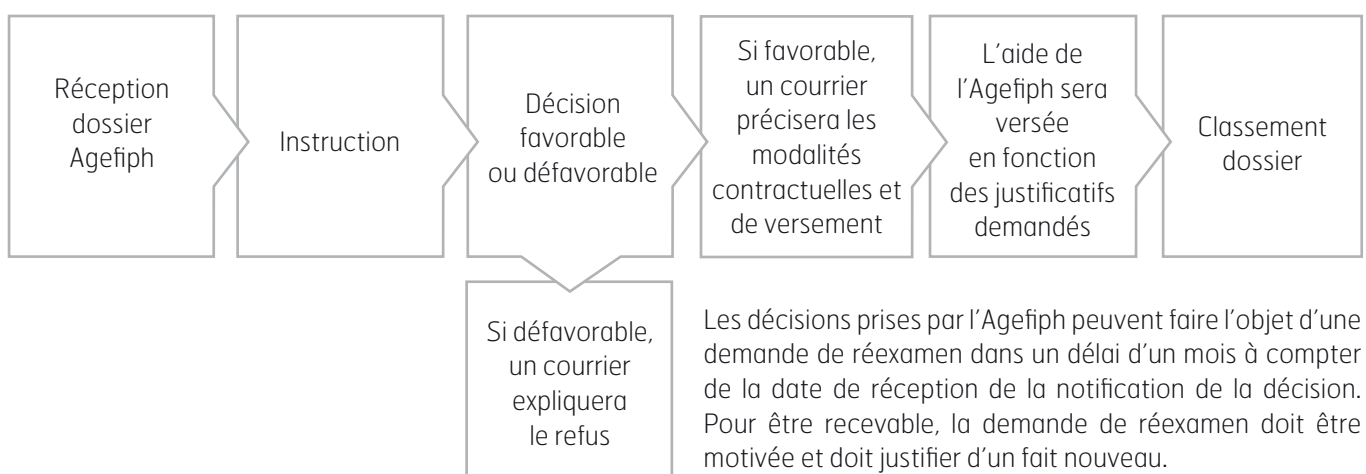 Réception
dossier
Agefiph
Instruction
Décision
favorable
ou défavorable
Si favorable,
un courrier
précisera les
modalités
contractuelles et
de versement
L’aide de
l’Agefiph sera
versée
en fonction
des justificatifs
demandés
Classement
dossier
Si défavorable,
un courrier
expliquera
le refus
Les décisions prises par l’Agefiph peuvent faire l’objet d’une
demande de réexamen dans un délai d’un mois à compter
de la date de réception de la notification de la décision.
Pour être recevable, la demande de réexamen doit être
motivée et doit justifier d’un fait nouveau.